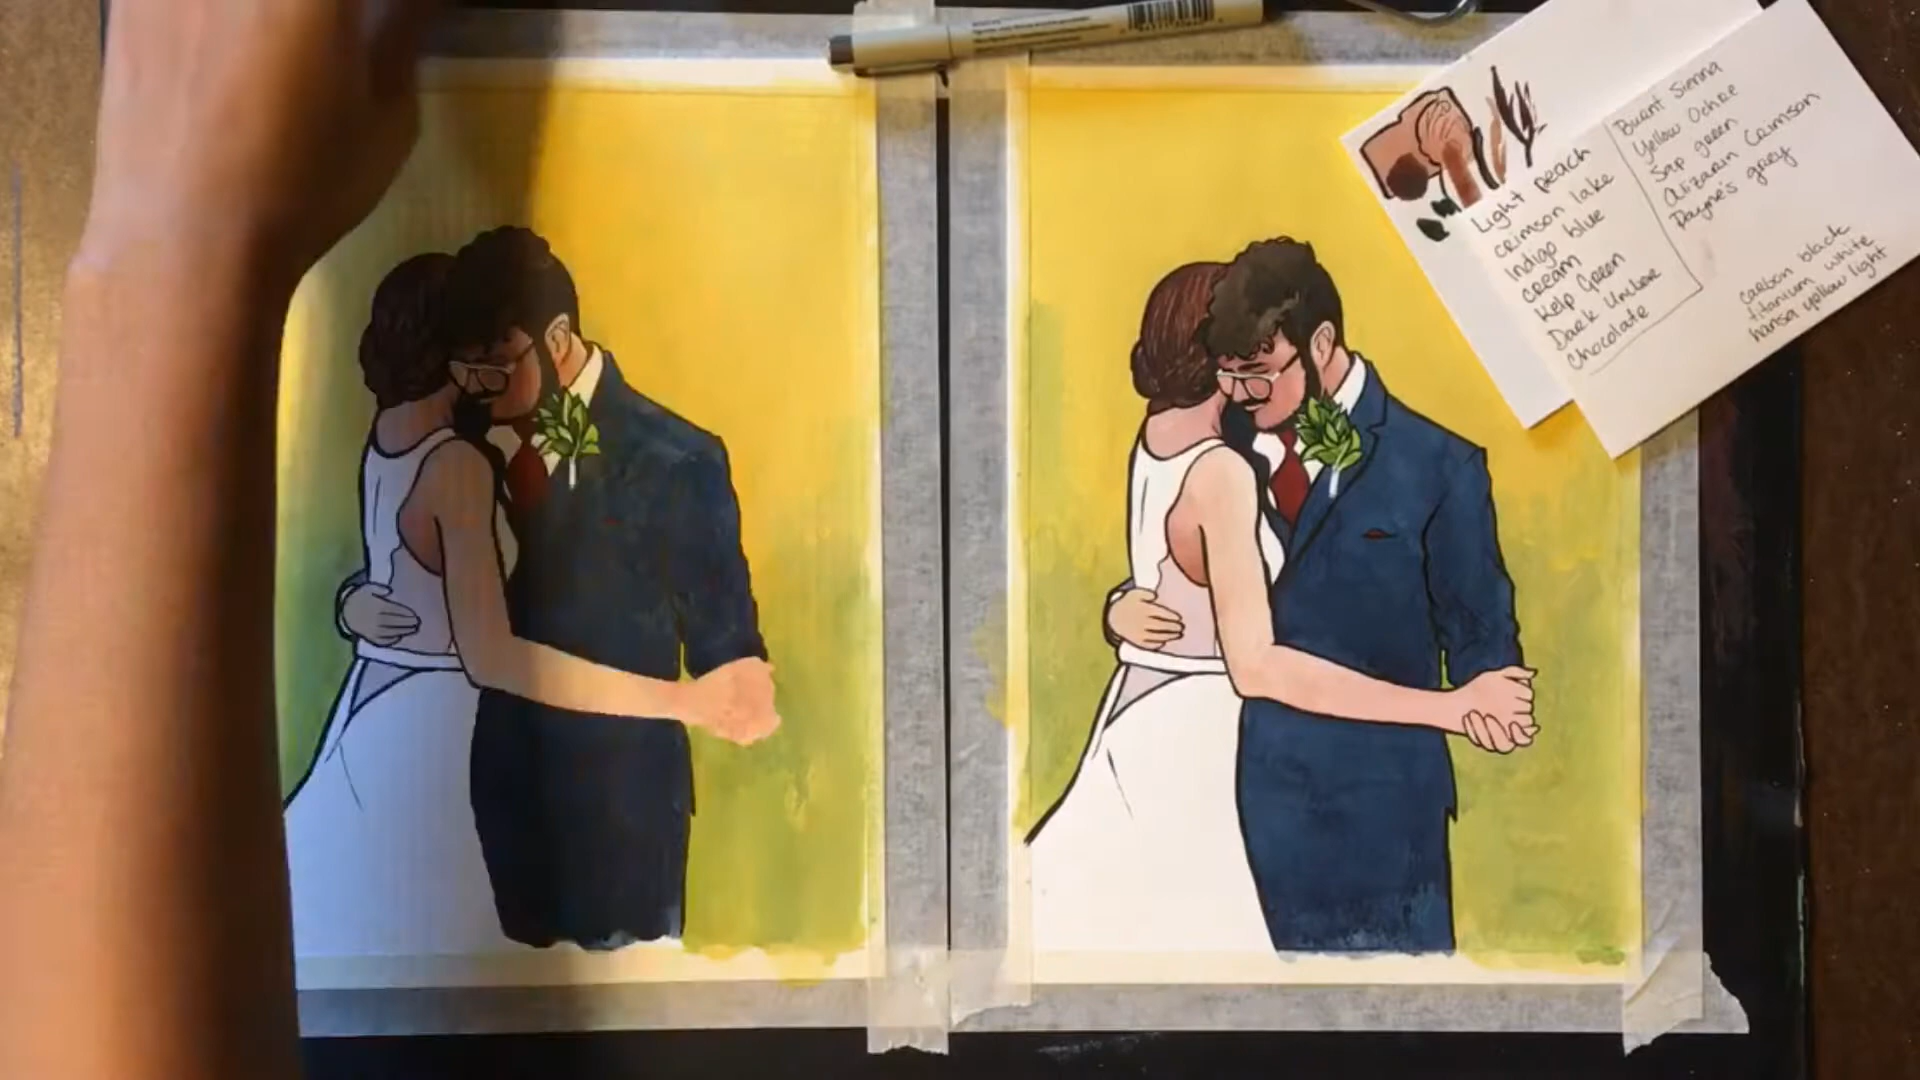 Light peach
crimson lake
Indigo blue
cream
Kelp Green
Dark Umber
Chocolate
Burnt Sienna
Yellow Ochre
Sap green
Alizarin Crimson
Payne's grey
carbon black
titanium white
hansa yellow light